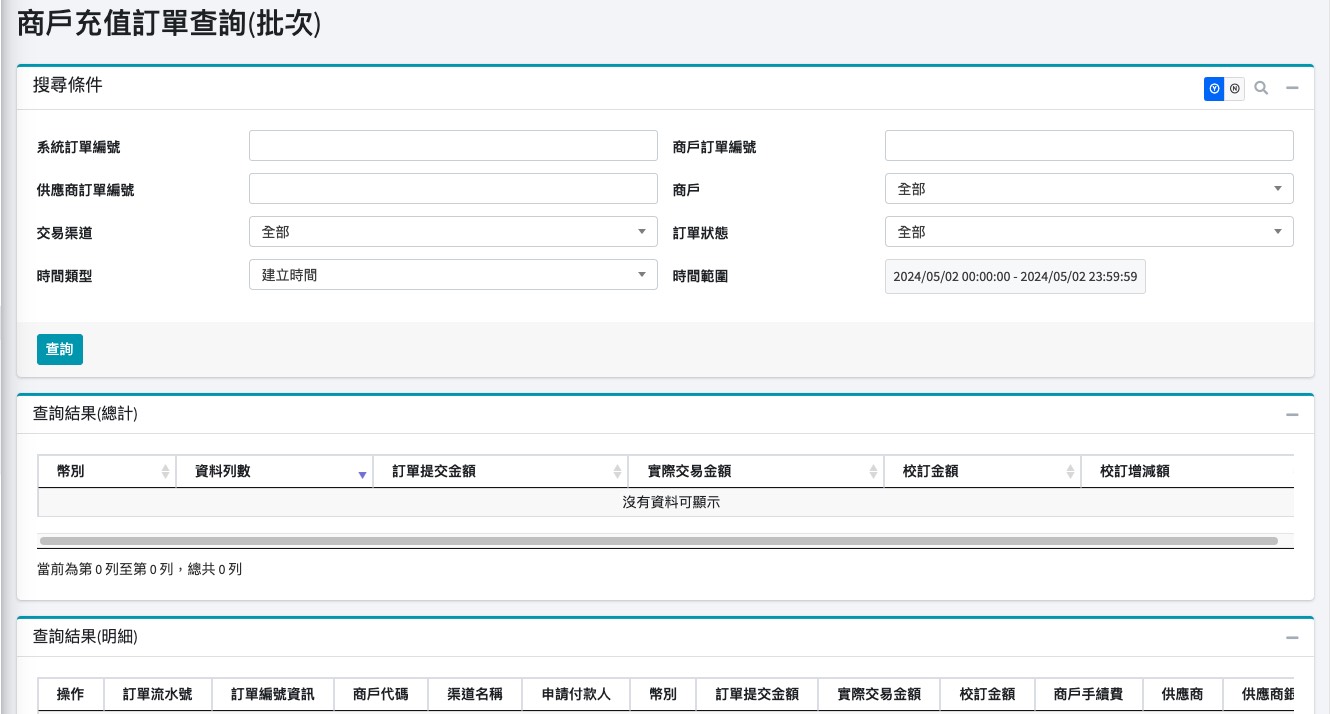 商戶充值訂單查詢(批次)
搜尋條件
Ⓨ Ⓝ
系統訂單編號 商戶訂單編號
供應商訂單編號 商戶 全部
交易渠道 全部 訂單狀態 全部
時間類型 建立時間 時間範圍 2024/05/02 00:00:00 - 2024/05/02 23:59:59
查詢
查詢結果(總計)
幣別 資料列數 訂單提交金額 實際交易金額 校訂金額 校訂增減額
沒有資料可顯示
當前為第 0 列至第 0 列，總共 0 列
查詢結果(明細)
操作 訂單流水號 訂單編號資訊 商戶代碼 渠道名稱 申請付款人 幣別 訂單提交金額 實際交易金額 校訂金額 商戶手續費 供應商 供應商銀